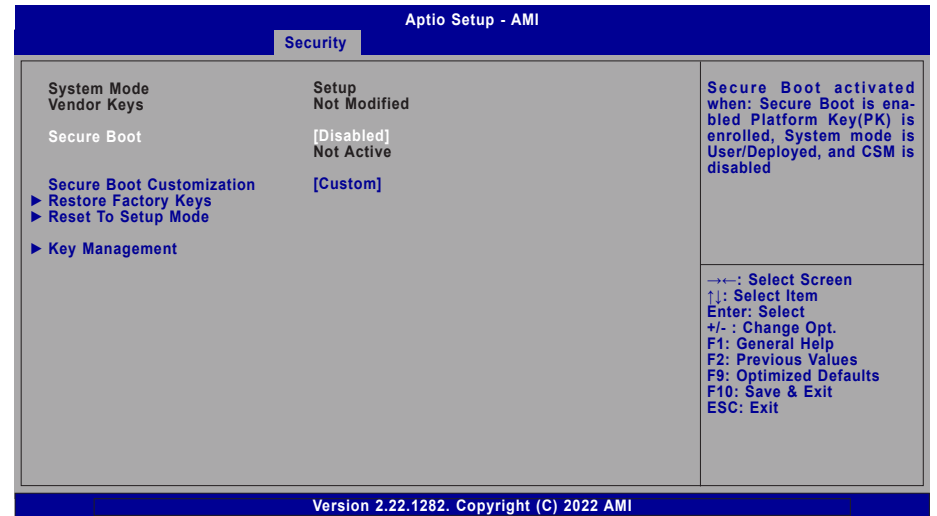 Aptio Setup - AMI
Security
System Mode Setup
Vendor Keys Not Modified
Secure Boot [Disabled]
Not Active
Secure Boot Customization [Custom]
► Restore Factory Keys
► Reset To Setup Mode
► Key Management
Secure Boot activated
when: Secure Boot is ena-
bled Platform Key(PK) is
enrolled, System mode is
User/Deployed, and CSM is
disabled
→←: Select Screen
↑↓: Select Item
Enter: Select
+/- : Change Opt.
F1: General Help
F2: Previous Values
F9: Optimized Defaults
F10: Save & Exit
ESC: Exit
Version 2.22.1282. Copyright (C) 2022 AMI